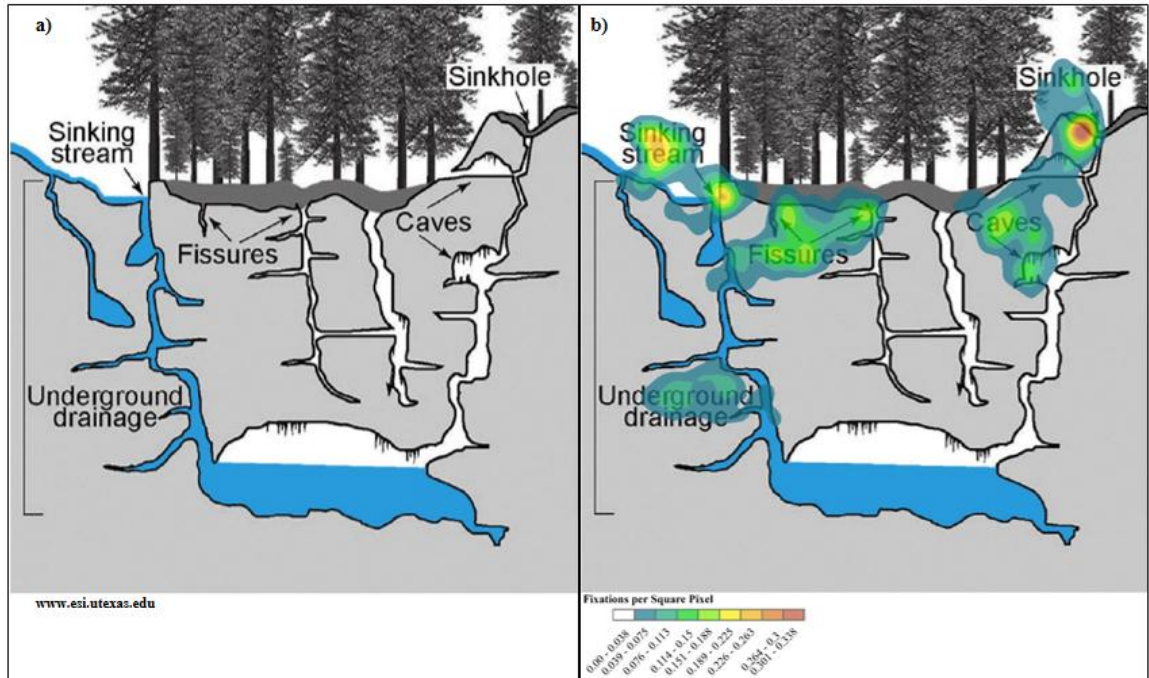 a)
Sinkhole
Sinking
stream
Caves
Fissures
Underground
drainage
www.esi.utexas.edu
b)
Sinkhole
Sinking
stream
Caves
Fissures
Underground
drainage
Fixations per Square Pixel
0.00 - 0.038
0.039 - 0.075
0.076 - 0.113
0.114 - 0.15
0.151 - 0.188
0.189 - 0.225
0.226 - 0.263
0.264 - 0.3
0.301 - 0.338